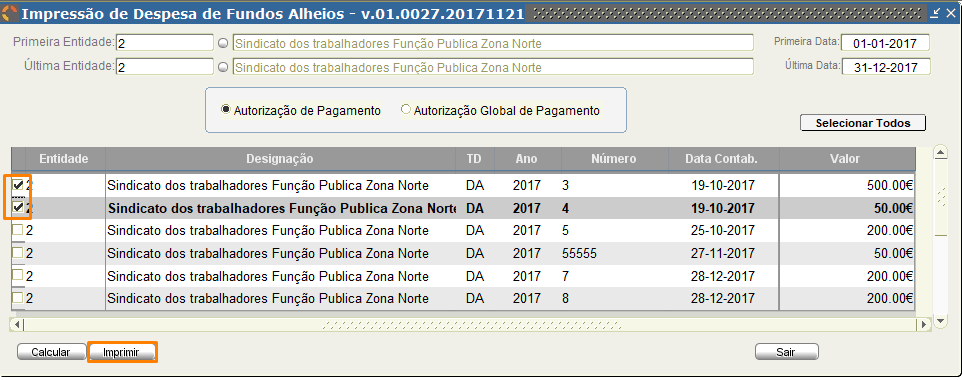 Impressão de Despesa de Fundos Alheios - v.01.0027.20171121
Primeira Entidade: 2 Sindicato dos trabalhadores Função Publica Zona Norte Primeira Data: 01-01-2017
Última Entidade: 2 Sindicato dos trabalhadores Função Publica Zona Norte Última Data: 31-12-2017
Autorização de Pagamento Autorização Global de Pagamento
Selecionar Todos
Entidade Designação TD Ano Número Data Contab. Valor
2 Sindicato dos trabalhadores Função Publica Zona Norte DA 2017 3 19-10-2017 500.00€
2 Sindicato dos trabalhadores Função Publica Zona Norte DA 2017 4 19-10-2017 50.00€
2 Sindicato dos trabalhadores Função Publica Zona Norte DA 2017 5 25-10-2017 200.00€
2 Sindicato dos trabalhadores Função Publica Zona Norte DA 2017 55555 27-11-2017 50.00€
2 Sindicato dos trabalhadores Função Publica Zona Norte DA 2017 7 28-12-2017 200.00€
2 Sindicato dos trabalhadores Função Publica Zona Norte DA 2017 8 28-12-2017 200.00€
Calcular Imprimir Sair